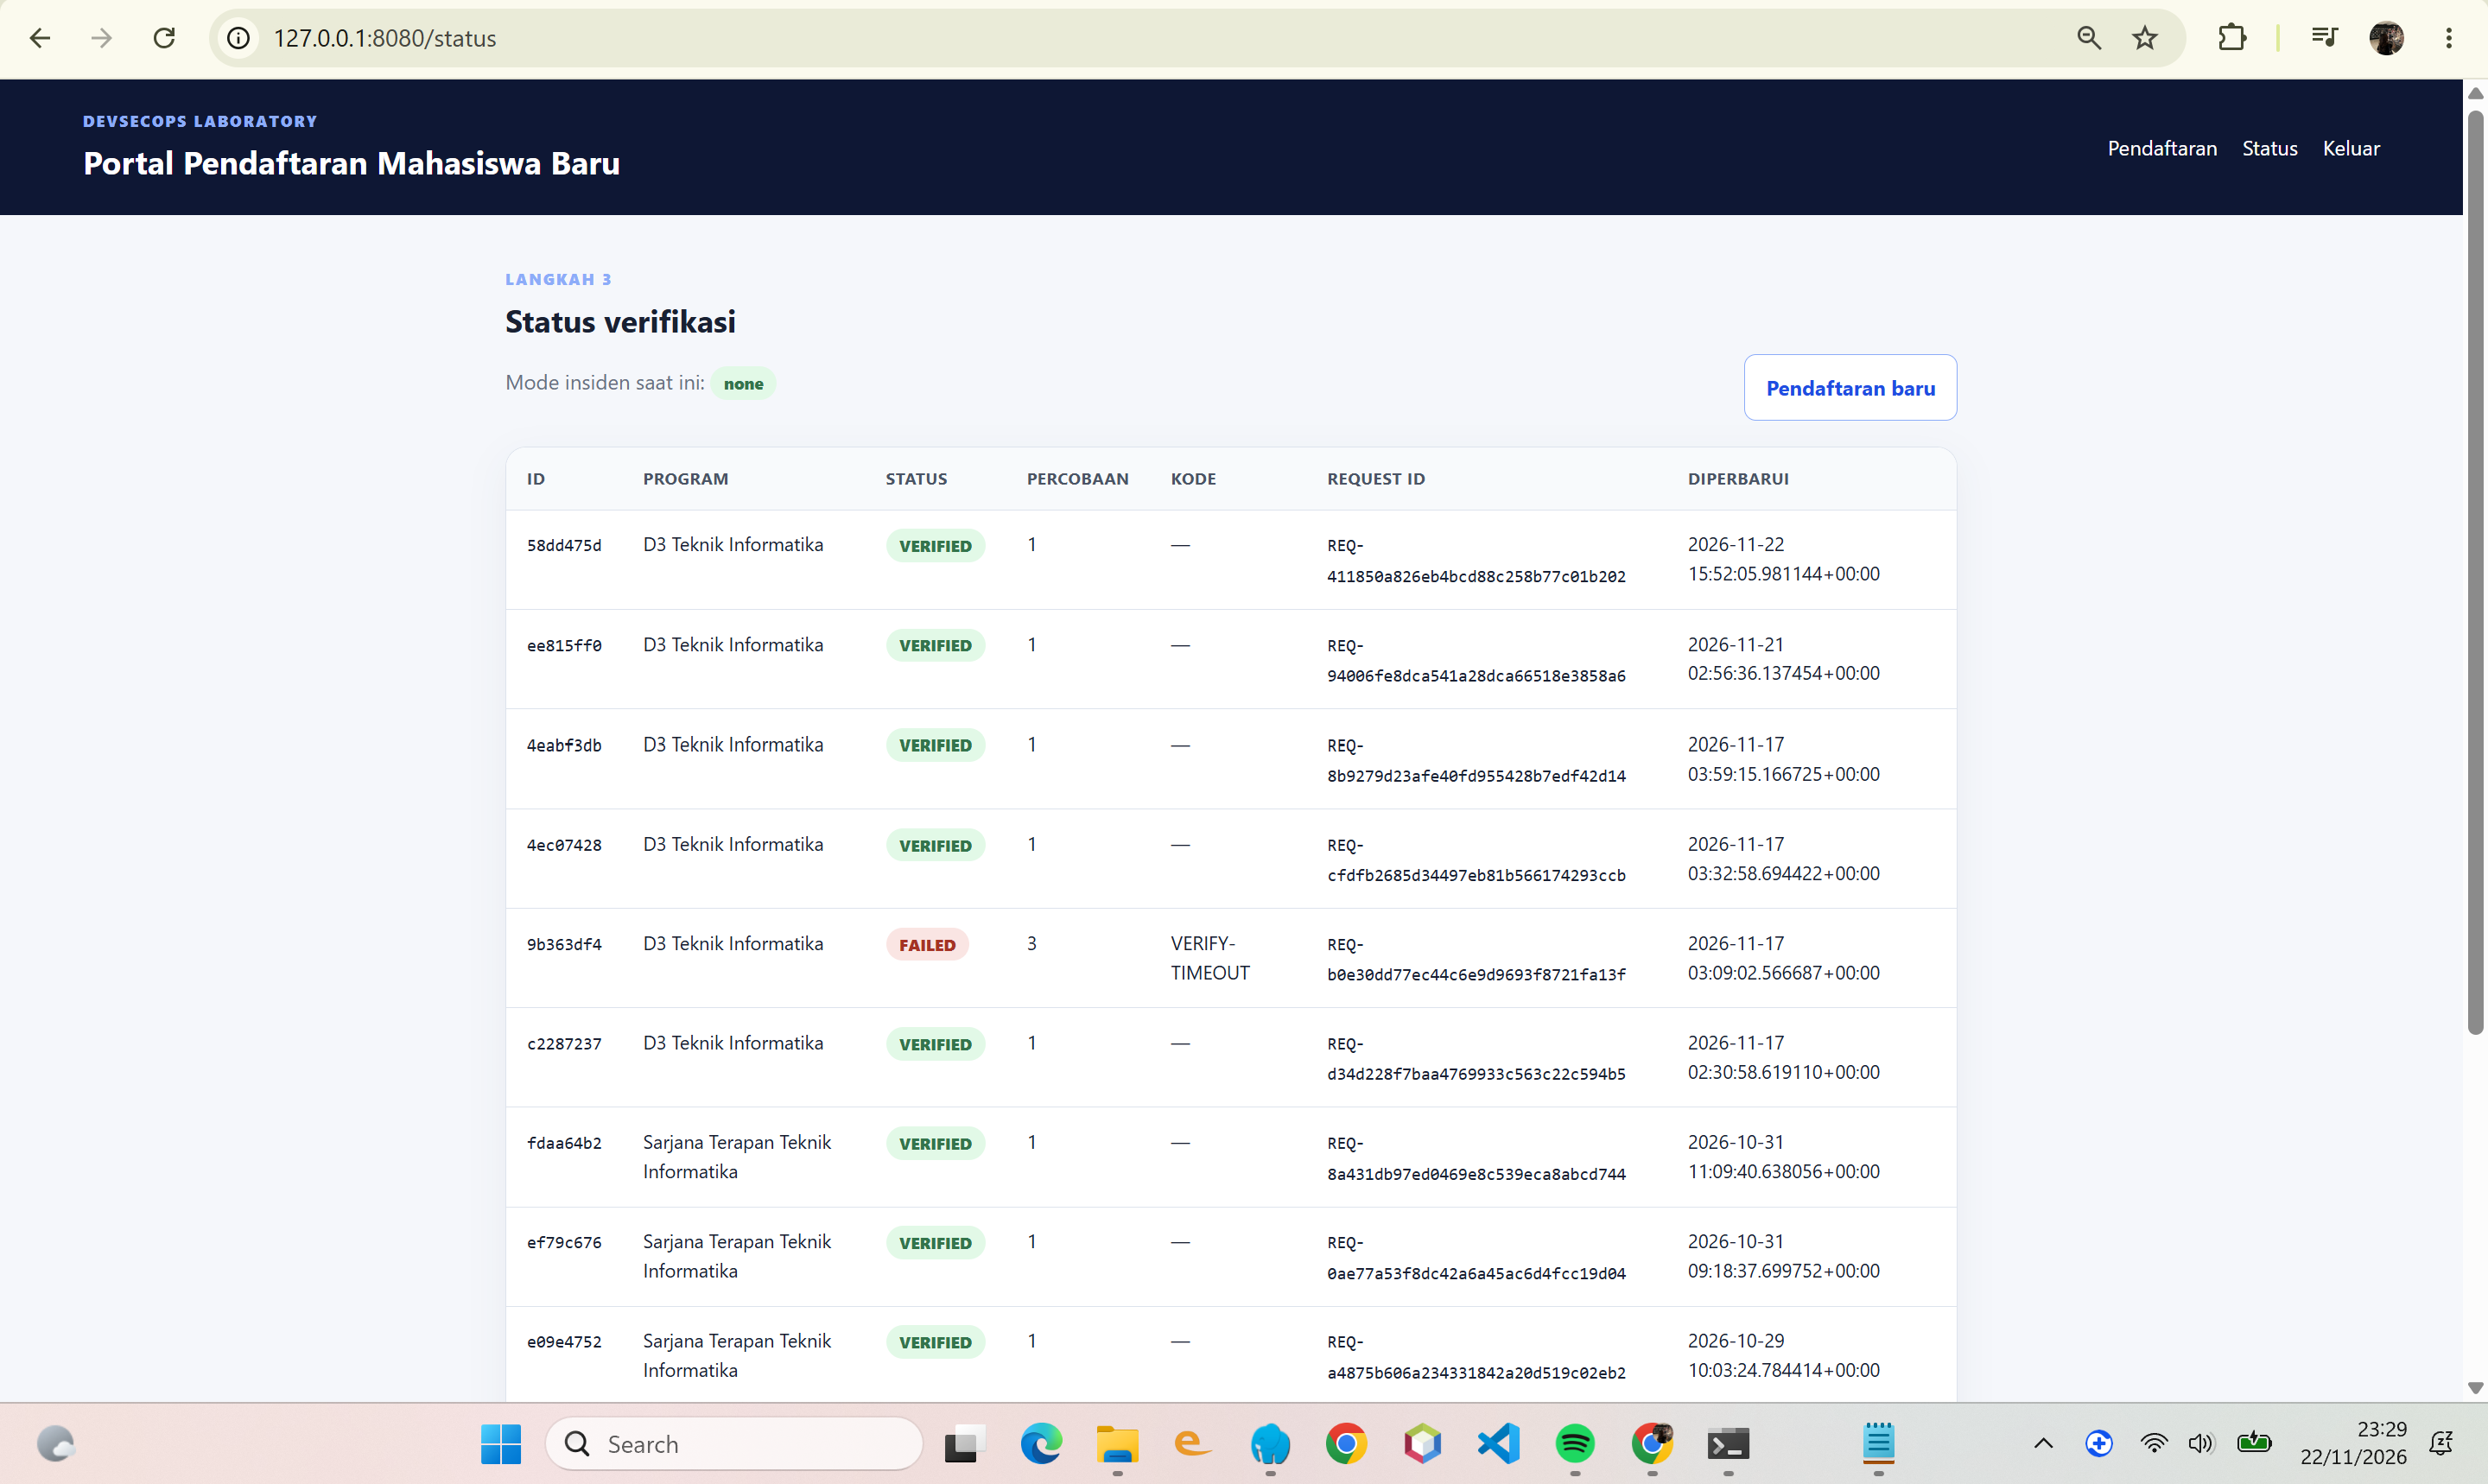 127.0.0.1:8080/status
DEVSECOPS LABORATORY
Portal Pendaftaran Mahasiswa Baru
Pendaftaran Status Keluar
LANGKAH 3
Status verifikasi
Mode insiden saat ini: none
Pendaftaran baru
ID PROGRAM STATUS PERCOBAAN KODE REQUEST ID DIPERBARUI
58dd475d D3 Teknik Informatika VERIFIED 1 — REQ- 2026-11-22
411850a826eb4bcd88c258b77c01b202 15:52:05.981144+00:00
ee815ff0 D3 Teknik Informatika VERIFIED 1 — REQ- 2026-11-21
94006fe8dca541a28dca66518e3858a6 02:56:36.137454+00:00
4eabf3db D3 Teknik Informatika VERIFIED 1 — REQ- 2026-11-17
8b9279d23afe40fd955428b7edf42d14 03:59:15.166725+00:00
4ec07428 D3 Teknik Informatika VERIFIED 1 — REQ- 2026-11-17
cfdfb2685d34497eb81b566174293ccb 03:32:58.694422+00:00
9b363df4 D3 Teknik Informatika FAILED 3 VERIFY- REQ- 2026-11-17
TIMEOUT b0e30dd77ec44c6e9d9693f8721fa13f 03:09:02.566687+00:00
c2287237 D3 Teknik Informatika VERIFIED 1 — REQ- 2026-11-17
d34d228f7baa4769933c563c22c594b5 02:30:58.619110+00:00
fdaa64b2 Sarjana Terapan Teknik VERIFIED 1 — REQ- 2026-10-31
Informatika 8a431db97ed0469e8c539eca8abcd744 11:09:40.638056+00:00
ef79c676 Sarjana Terapan Teknik VERIFIED 1 — REQ- 2026-10-31
Informatika 0ae77a53f8dc42a6a45ac6d4fcc19d04 09:18:37.699752+00:00
e09e4752 Sarjana Terapan Teknik VERIFIED 1 — REQ- 2026-10-29
Informatika a4875b606a234331842a20d519c02eb2 10:03:24.784414+00:00
Search
23:29
22/11/2026